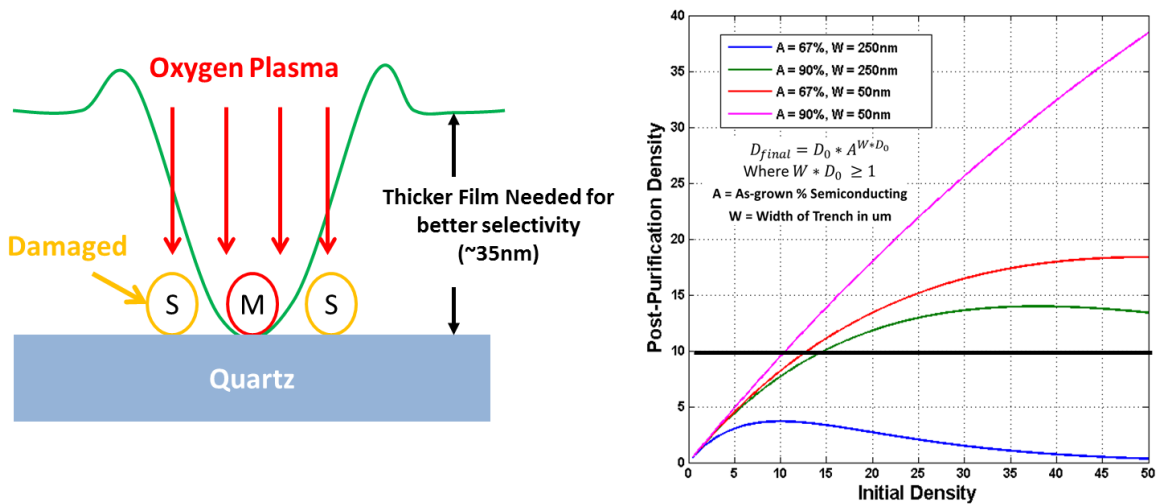 Oxygen Plasma
Damaged
S
M
S
Thicker Film Needed for
better selectivity
(~35nm)
Quartz
Post-Purification Density
40
35
30
25
20
15
10
5
0
A = 67%, W = 250nm
A = 90%, W = 250nm
A = 67%, W = 50nm
A = 90%, W = 50nm
D_final = D_0 * A^{W*D_0}
Where W * D_0 ≥ 1
A = As-grown % Semiconducting
W = Width of Trench in um
0 5 10 15 20 25 30 35 40 45 50
Initial Density